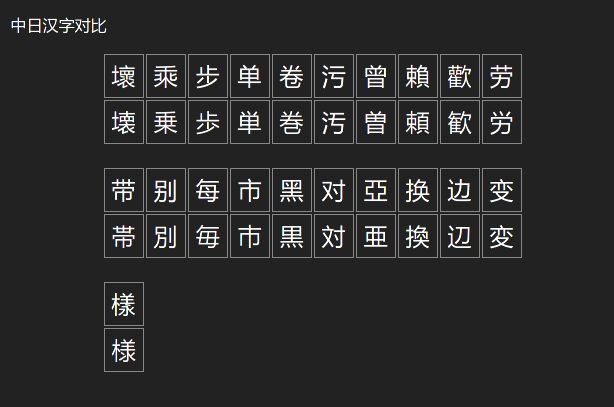 中日汉字对比
壞乘步单卷污曾賴歡劳
壊乗歩単巻汚曽頼歓労
带别每市黑对亞换边变
帯別毎市黒対亜換辺変
樣
様